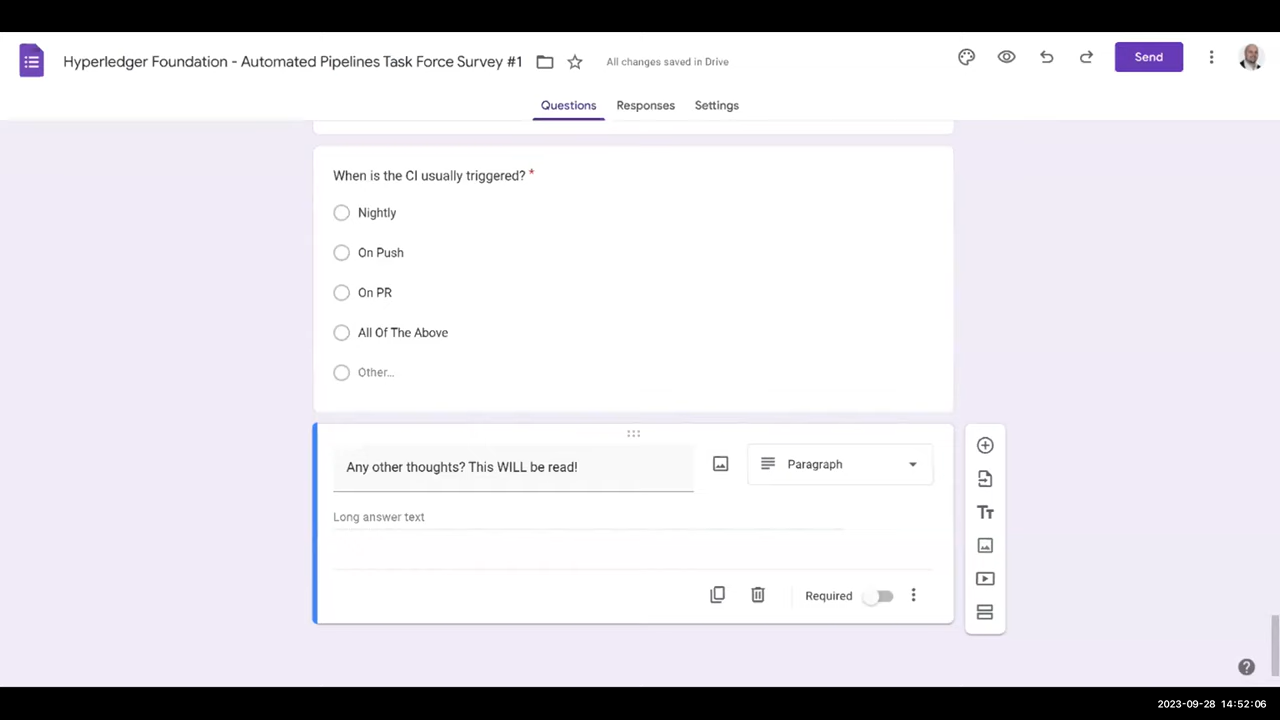 Hyperledger Foundation - Automated Pipelines Task Force Survey #1
All changes saved in Drive
Send
Questions
Responses
Settings
When is the CI usually triggered? *
Nightly
On Push
On PR
All Of The Above
Other...
Any other thoughts? This WILL be read!
Paragraph
Long answer text
Required
Tт
2023-09-28 14:52:06